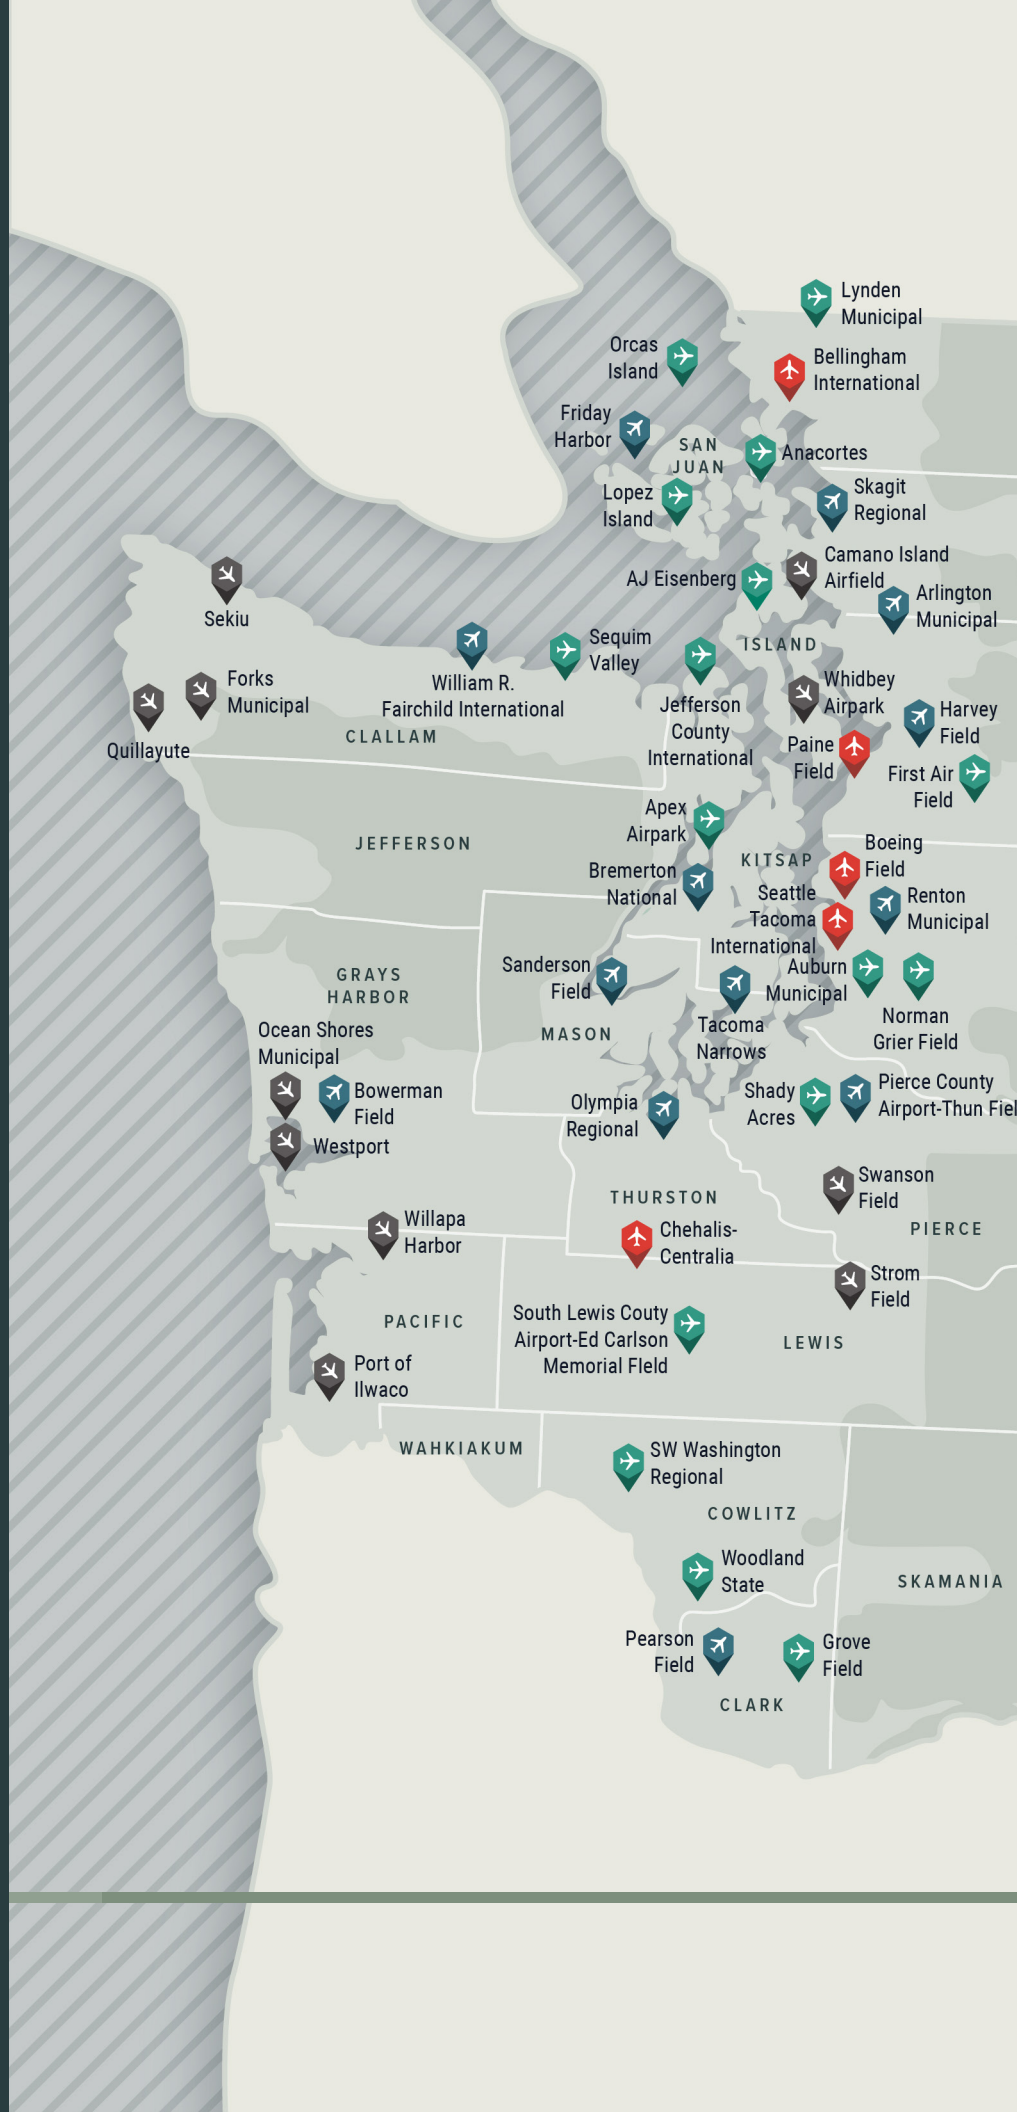 Lynden
Municipal
Orcas
Island
Bellingham
International
Friday
Harbor
SAN
JUAN
Anacortes
Lopez
Island
Skagit
Regional
Camano Island
Airfield
AJ Eisenberg
Arlington
Municipal
Sekiu
ISLAND
William R.
Fairchild International
Sequim
Valley
Forks
Municipal
Jefferson
County
International
Whidbey
Airpark
Harvey
Field
Quillayute
CLALLAM
Paine
Field
First Air
Field
Apex
Airpark
JEFFERSON
KITSAP
Boeing
Field
Bremerton
National
Seattle
Tacoma
International
Renton
Municipal
Sanderson
Field
Auburn
Municipal
GRAYS
HARBOR
Norman
Grier Field
MASON
Tacoma
Narrows
Ocean Shores
Municipal
Bowerman
Field
Shady
Acres
Pierce County
Airport-Thun Fiel
Olympia
Regional
Westport
Swanson
Field
THURSTON
PIERCE
Willapa
Harbor
Chehalis-
Centralia
Strom
Field
South Lewis Couty
Airport-Ed Carlson
Memorial FIeld
PACIFIC
LEWIS
Port of
Ilwaco
WAHKIAKUM
SW Washington
Regional
COWLITZ
Woodland
State
SKAMANIA
Pearson
Field
Grove
Field
CLARK